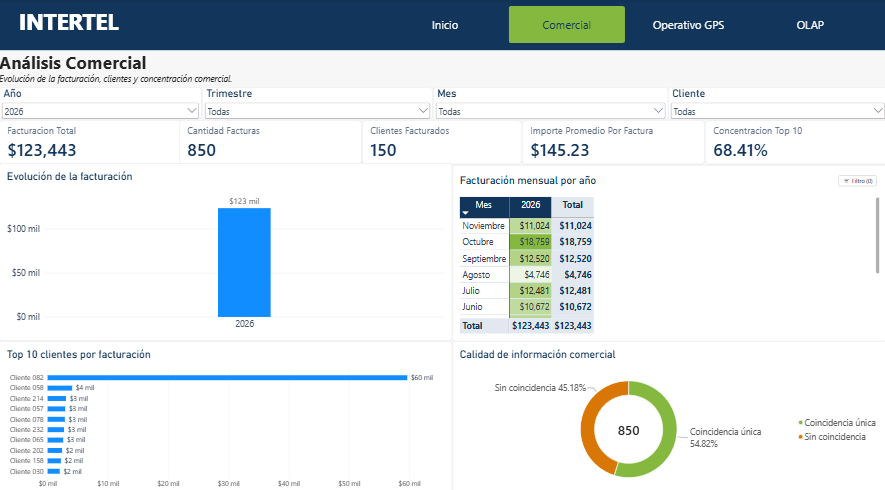 INTERTEL
Inicio
Comercial
Operativo GPS
OLAP
Análisis Comercial
Evolución de la facturación, clientes y concentración comercial.
Año
Trimestre
Mes
Cliente
2026
Todas
Todas
Todas
Facturacion Total
Cantidad Facturas
Clientes Facturados
Importe Promedio Por Factura
Concentracion Top 10
$123,443
850
150
$145.23
68.41%
Evolución de la facturación
$123 mil
$100 mil
$50 mil
$0 mil
2026
Facturación mensual por año
Filtro (0)
Mes 2026 Total
Noviembre $11,024 $11,024
Octubre $18,759 $18,759
Septiembre $12,520 $12,520
Agosto $4,746 $4,746
Julio $12,481 $12,481
Junio $10,672 $10,672
Total $123,443 $123,443
Top 10 clientes por facturación
Cliente 082 $60 mil
Cliente 058 $4 mil
Cliente 214 $3 mil
Cliente 057 $3 mil
Cliente 078 $3 mil
Cliente 232 $3 mil
Cliente 065 $3 mil
Cliente 202 $2 mil
Cliente 158 $2 mil
Cliente 030 $2 mil
$0 mil $10 mil $20 mil $30 mil $40 mil $50 mil $60 mil
Calidad de información comercial
Sin coincidencia 45.18%
850
Coincidencia única
54.82%
Coincidencia única
Sin coincidencia